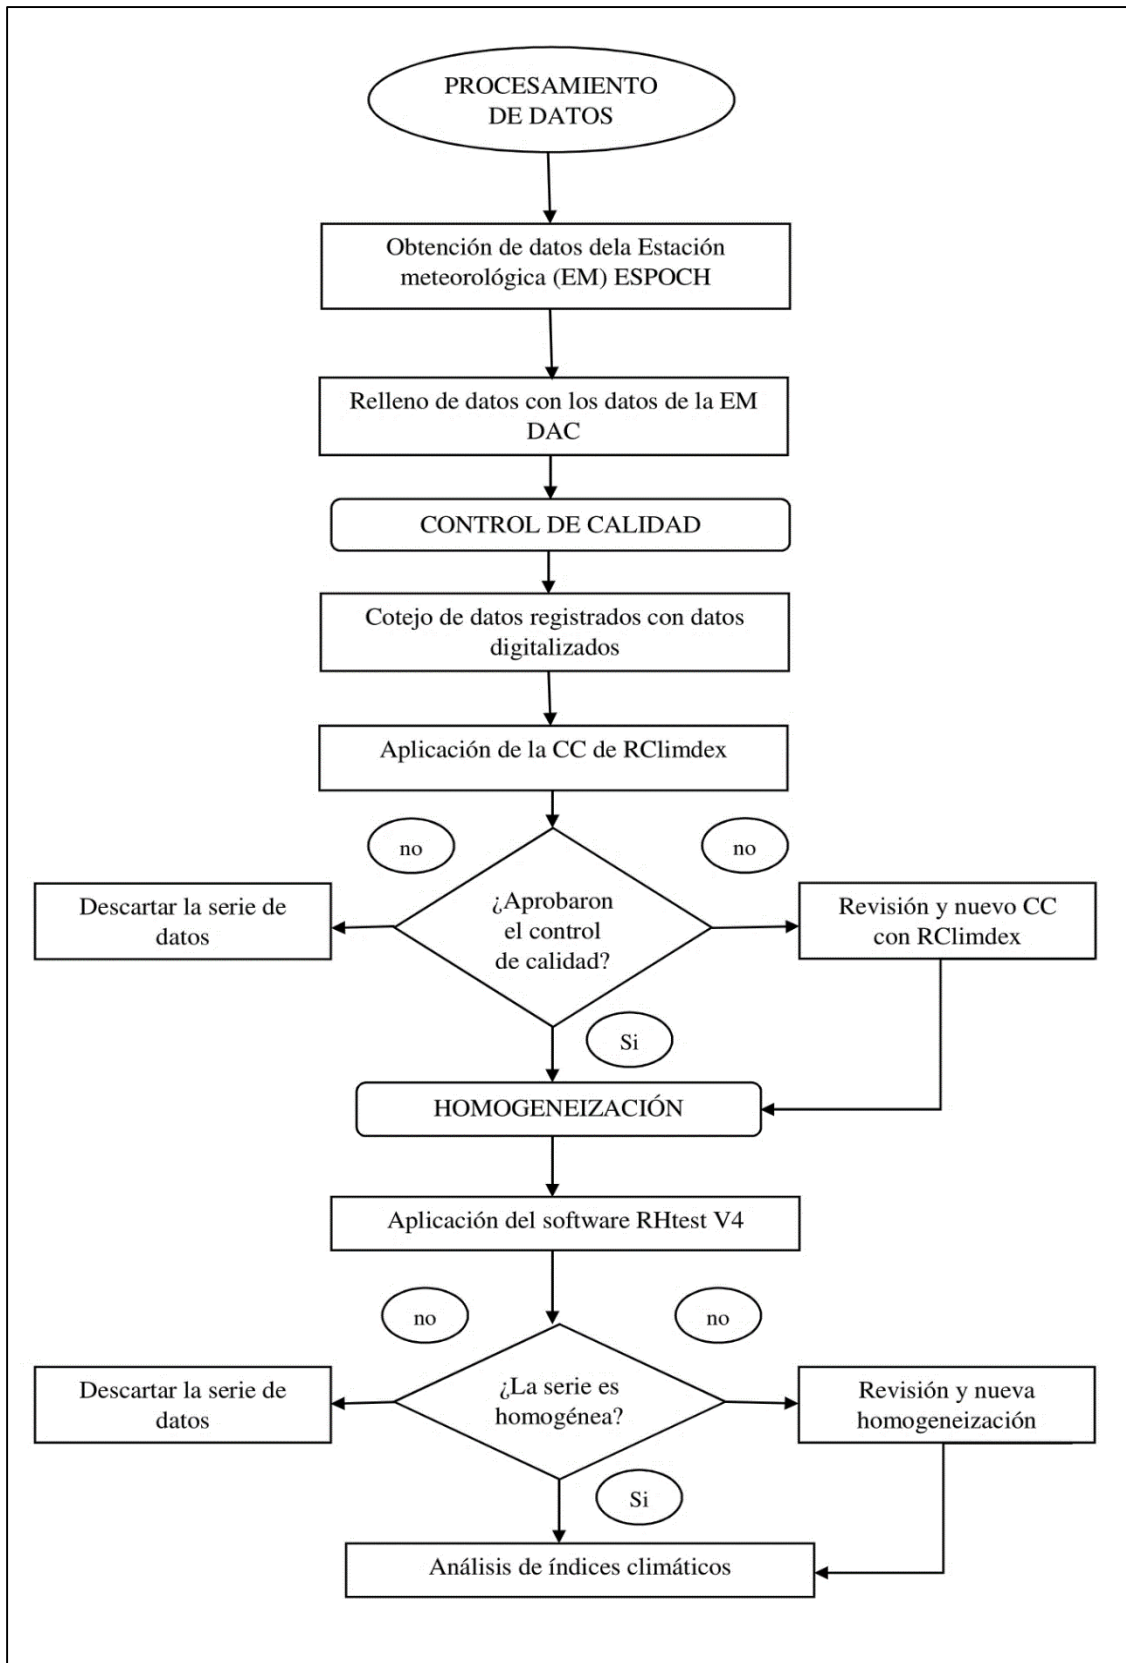 PROCESAMIENTO
DE DATOS
Obtención de datos dela Estación
meteorológica (EM) ESPOCH
Relleno de datos con los datos de la EM
DAC
CONTROL DE CALIDAD
Cotejo de datos registrados con datos
digitalizados
Aplicación de la CC de RClimdex
no
no
Descartar la serie de
datos
¿Aprobaron
el control
de calidad?
Revisión y nuevo CC
con RClimdex
Si
HOMOGENEIZACIÓN
Aplicación del software RHtest V4
no
no
Descartar la serie de
datos
¿La serie es
homogénea?
Revisión y nueva
homogeneización
Si
Análisis de índices climáticos